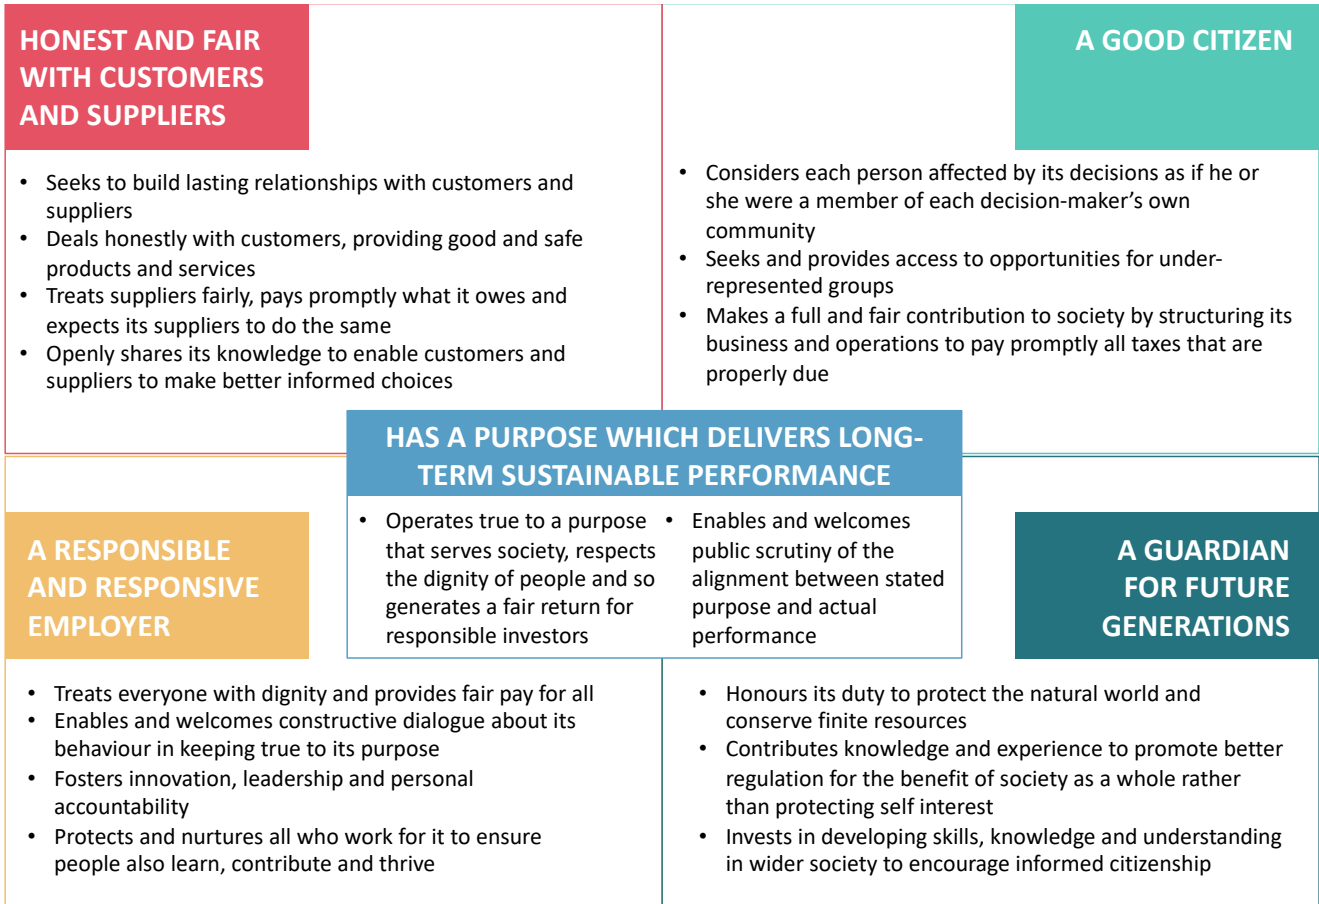 HONEST AND FAIR
WITH CUSTOMERS
AND SUPPLIERS
• Seeks to build lasting relationships with customers and
suppliers
• Deals honestly with customers, providing good and safe
products and services
• Treats suppliers fairly, pays promptly what it owes and
expects its suppliers to do the same
• Openly shares its knowledge to enable customers and
suppliers to make better informed choices
A GOOD CITIZEN
• Considers each person affected by its decisions as if he or
she were a member of each decision-maker’s own
community
• Seeks and provides access to opportunities for under-
represented groups
• Makes a full and fair contribution to society by structuring its
business and operations to pay promptly all taxes that are
properly due
HAS A PURPOSE WHICH DELIVERS LONG-
TERM SUSTAINABLE PERFORMANCE
• Operates true to a purpose
that serves society, respects
the dignity of people and so
generates a fair return for
responsible investors
• Enables and welcomes
public scrutiny of the
alignment between stated
purpose and actual
performance
A RESPONSIBLE
AND RESPONSIVE
EMPLOYER
• Treats everyone with dignity and provides fair pay for all
• Enables and welcomes constructive dialogue about its
behaviour in keeping true to its purpose
• Fosters innovation, leadership and personal
accountability
• Protects and nurtures all who work for it to ensure
people also learn, contribute and thrive
A GUARDIAN
FOR FUTURE
GENERATIONS
• Honours its duty to protect the natural world and
conserve finite resources
• Contributes knowledge and experience to promote better
regulation for the benefit of society as a whole rather
than protecting self interest
• Invests in developing skills, knowledge and understanding
in wider society to encourage informed citizenship